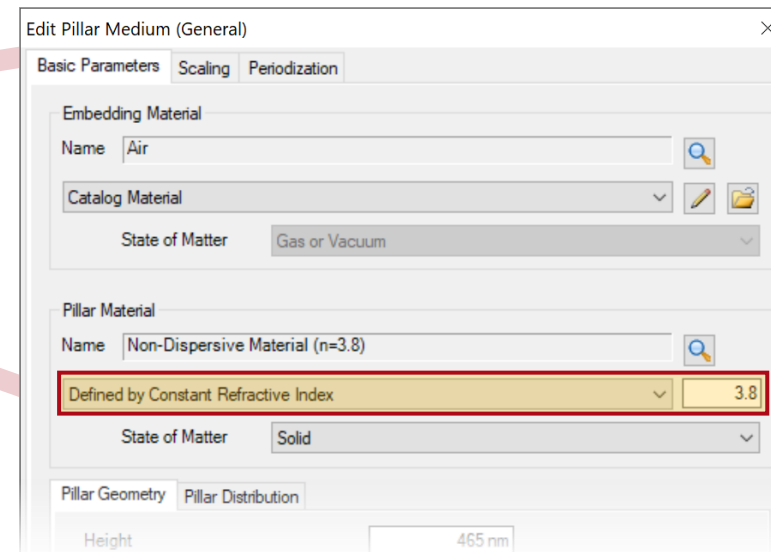 Edit Pillar Medium (General)
Basic Parameters Scaling Periodization
Embedding Material
Name Air
Catalog Material
State of Matter Gas or Vacuum
Pillar Material
Name Non-Dispersive Material (n=3.8)
Defined by Constant Refractive Index 3.8
State of Matter Solid
Pillar Geometry Pillar Distribution
Height 465 nm